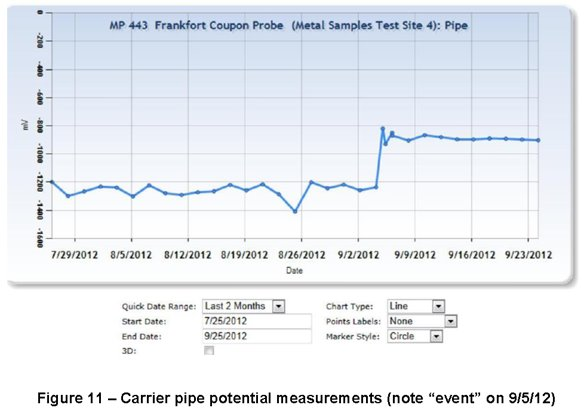 MP 443 Frankfort Coupon Probe (Metal Samples Test Site 4): Pipe
0
-200
-400
-600
-800
-1000
-1200
-1400
-1600
mV
7/29/2012 8/5/2012 8/12/2012 8/19/2012 8/26/2012 9/2/2012 9/9/2012 9/16/2012 9/23/2012
Date
Quick Date Range: Last 2 Months Chart Type: Line
Start Date: 7/25/2012 Points Labels: None
End Date: 9/25/2012 Marker Style: Circle
3D:
Figure 11 – Carrier pipe potential measurements (note “event” on 9/5/12)